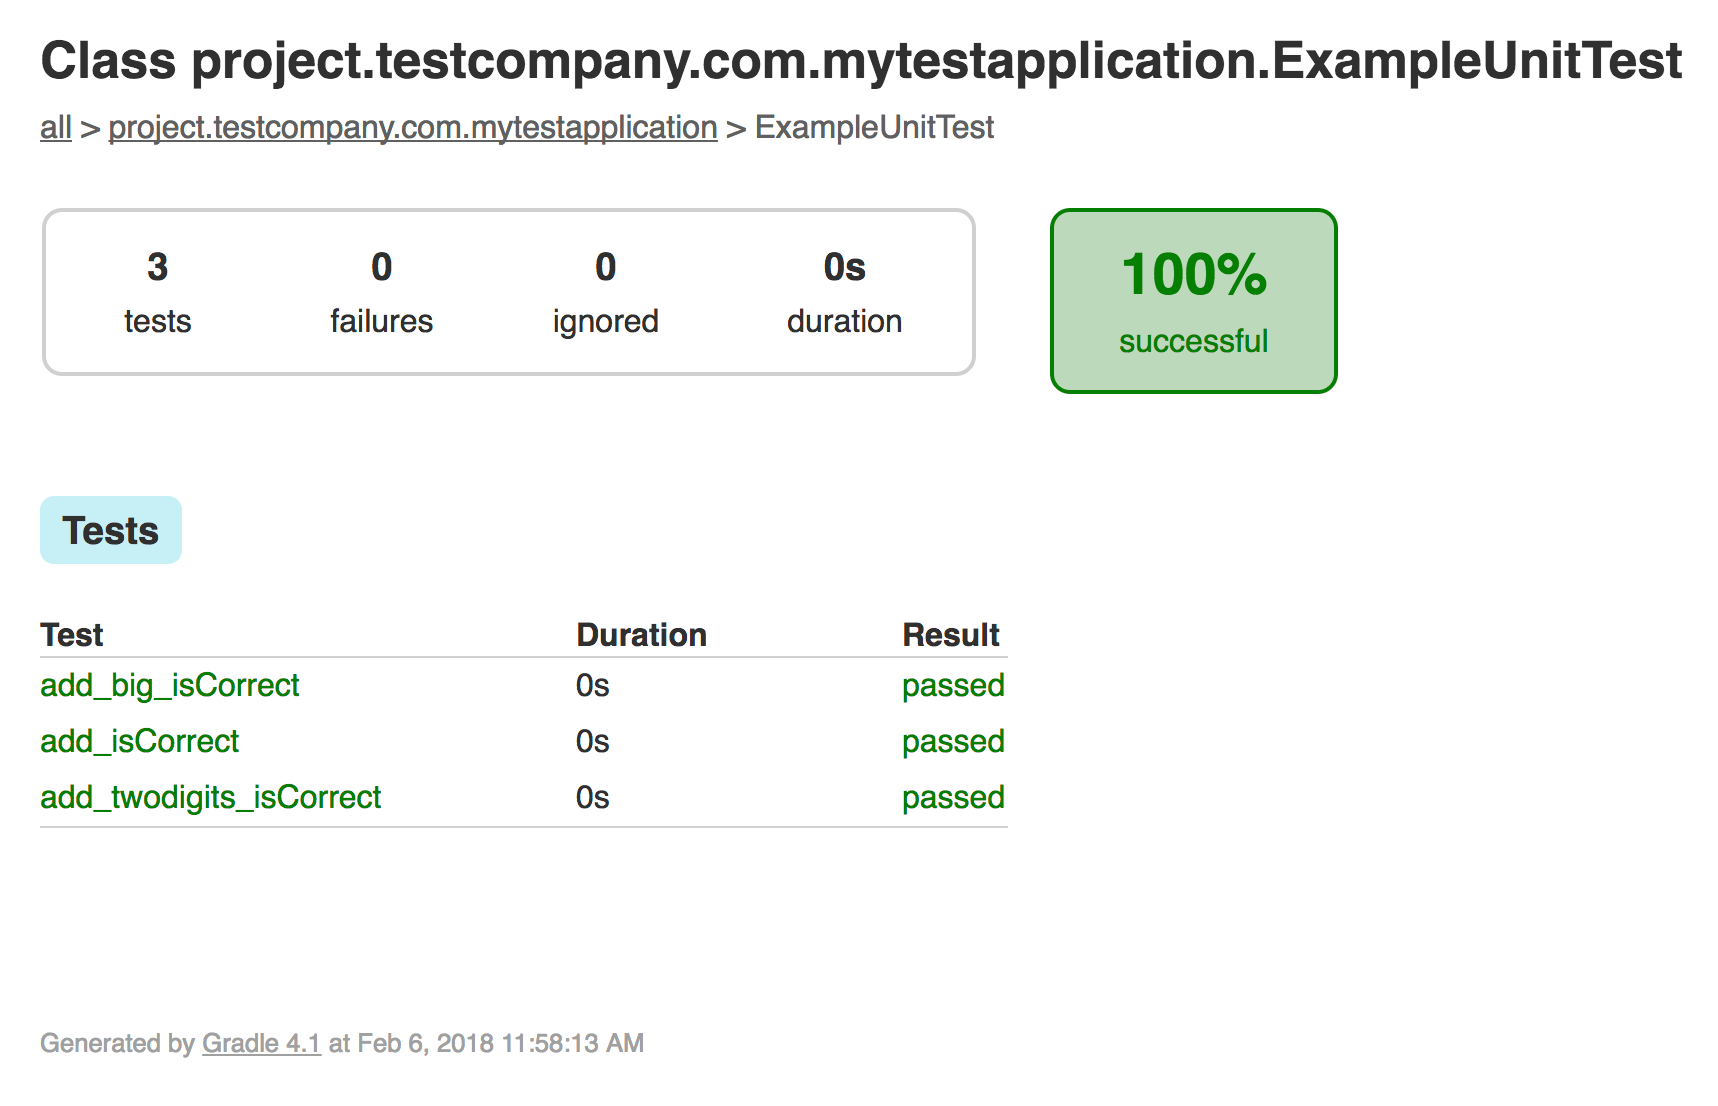 Class project.testcompany.com.mytestapplication.ExampleUnitTest
all > project.testcompany.com.mytestapplication > ExampleUnitTest
3 0 0 0s 100%
tests failures ignored duration successful
Tests
Test Duration Result
add_big_isCorrect 0s passed
add_isCorrect 0s passed
add_twodigits_isCorrect 0s passed
Generated by Gradle 4.1 at Feb 6, 2018 11:58:13 AM